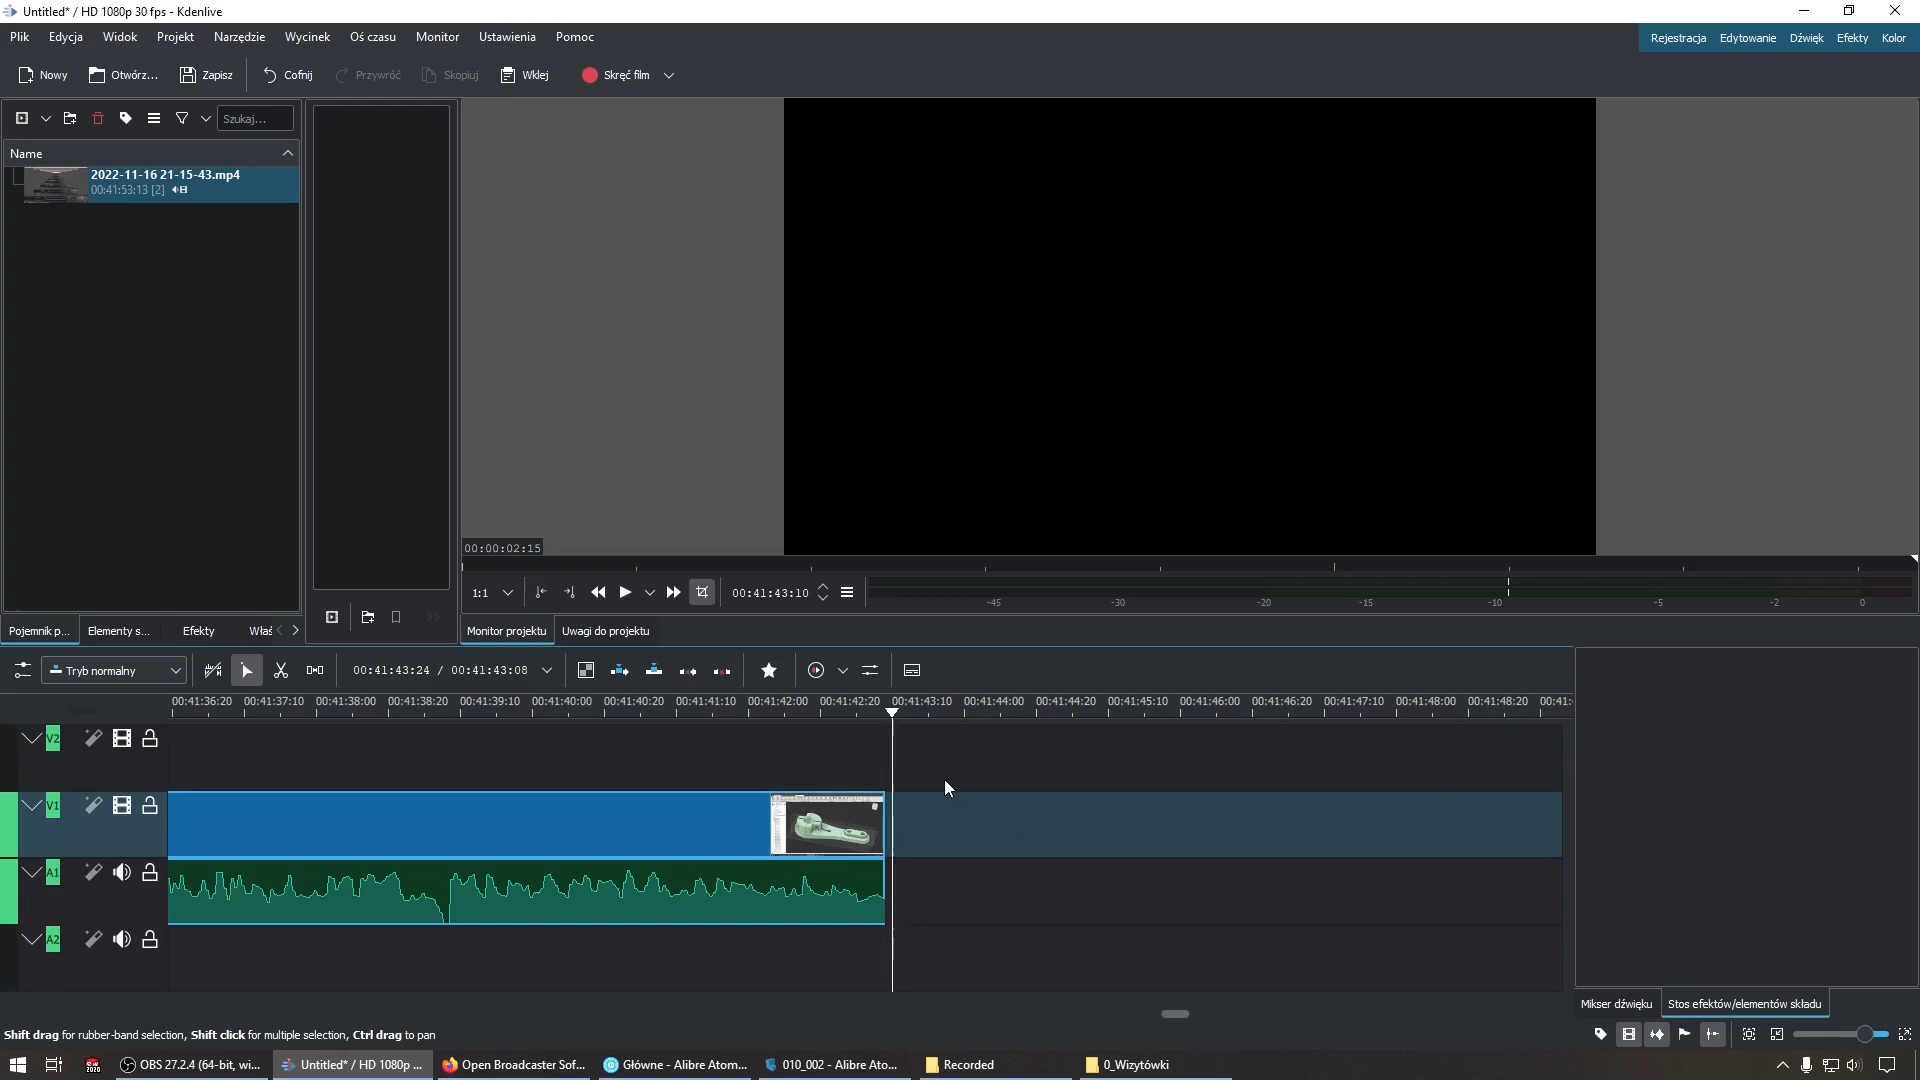 Untitled* / HD 1080p 30 fps - Kdenlive
Plik Edycja Widok Projekt Narzędzie Wycinek Oś czasu Monitor Ustawienia Pomoc
Rejestracja Edytowanie Dźwięk Efekty Kolor
Nowy Otwórz... Zapisz Cofnij Przywróć Skopiuj Wklej Skręć film
Szukaj...
Name
2022-11-16 21-15-43.mp4
00:41:53:13 [2]
00:00:02:15
1:1 00:41:43:10
-45 -30 -20 -15 -10 -5 -2 0
Pojemnik p... Elementy s... Efekty Właś
Monitor projektu Uwagi do projektu
Tryb normalny 00:41:43:24 / 00:41:43:08
00:41:36:20 00:41:37:10 00:41:38:00 00:41:38:20 00:41:39:10 00:41:40:00 00:41:40:20 00:41:41:10 00:41:42:00 00:41:42:20 00:41:43:10 00:41:44:00 00:41:44:20 00:41:45:10 00:41:46:00 00:41:46:20 00:41:47:10 00:41:48:00 00:41:48:20 00:41:
V2
V1
A1
A2
Mikser dźwięku Stos efektów/elementów składu
Shift drag for rubber-band selection, Shift click for multiple selection, Ctrl drag to pan
2020 OBS 27.2.4 (64-bit, wi... Untitled* / HD 1080p ... Open Broadcaster Sof... Główne - Alibre Atom... 010_002 - Alibre Ato... Recorded 0_Wizytówki